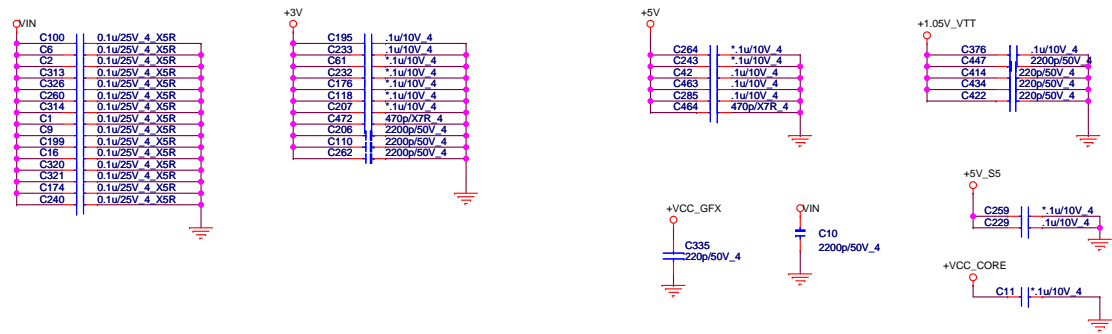 VIN
C100 0.1u/25V_4_X5R
C6 0.1u/25V_4_X5R
C2 0.1u/25V_4_X5R
C313 0.1u/25V_4_X5R
C326 0.1u/25V_4_X5R
C260 0.1u/25V_4_X5R
C314 0.1u/25V_4_X5R
C1 0.1u/25V_4_X5R
C9 0.1u/25V_4_X5R
C199 0.1u/25V_4_X5R
C16 0.1u/25V_4_X5R
C320 0.1u/25V_4_X5R
C321 0.1u/25V_4_X5R
C174 0.1u/25V_4_X5R
C240 0.1u/25V_4_X5R
+3V
C195 .1u/10V_4
C233 *.1u/10V_4
C61 *.1u/10V_4
C232 *.1u/10V_4
C176 *.1u/10V_4
C118 *.1u/10V_4
C207 *.1u/10V_4
C472 470p/X7R_4
C206 2200p/50V_4
C110 2200p/50V_4
C262 2200p/50V_4
+5V
C264 *.1u/10V_4
C243 *.1u/10V_4
C42 .1u/10V_4
C463 .1u/10V_4
C285 .1u/10V_4
C464 470p/X7R_4
+1.05V_VTT
C376 .1u/10V_4
C447 2200p/50V_4
C414 220p/50V_4
C434 220p/50V_4
C422 220p/50V_4
+VCC_GFX
C335
220p/50V_4
VIN
C10
2200p/50V_4
+5V_S5
C259 *.1u/10V_4
C229 .1u/10V_4
+VCC_CORE
C11 *.1u/10V_4